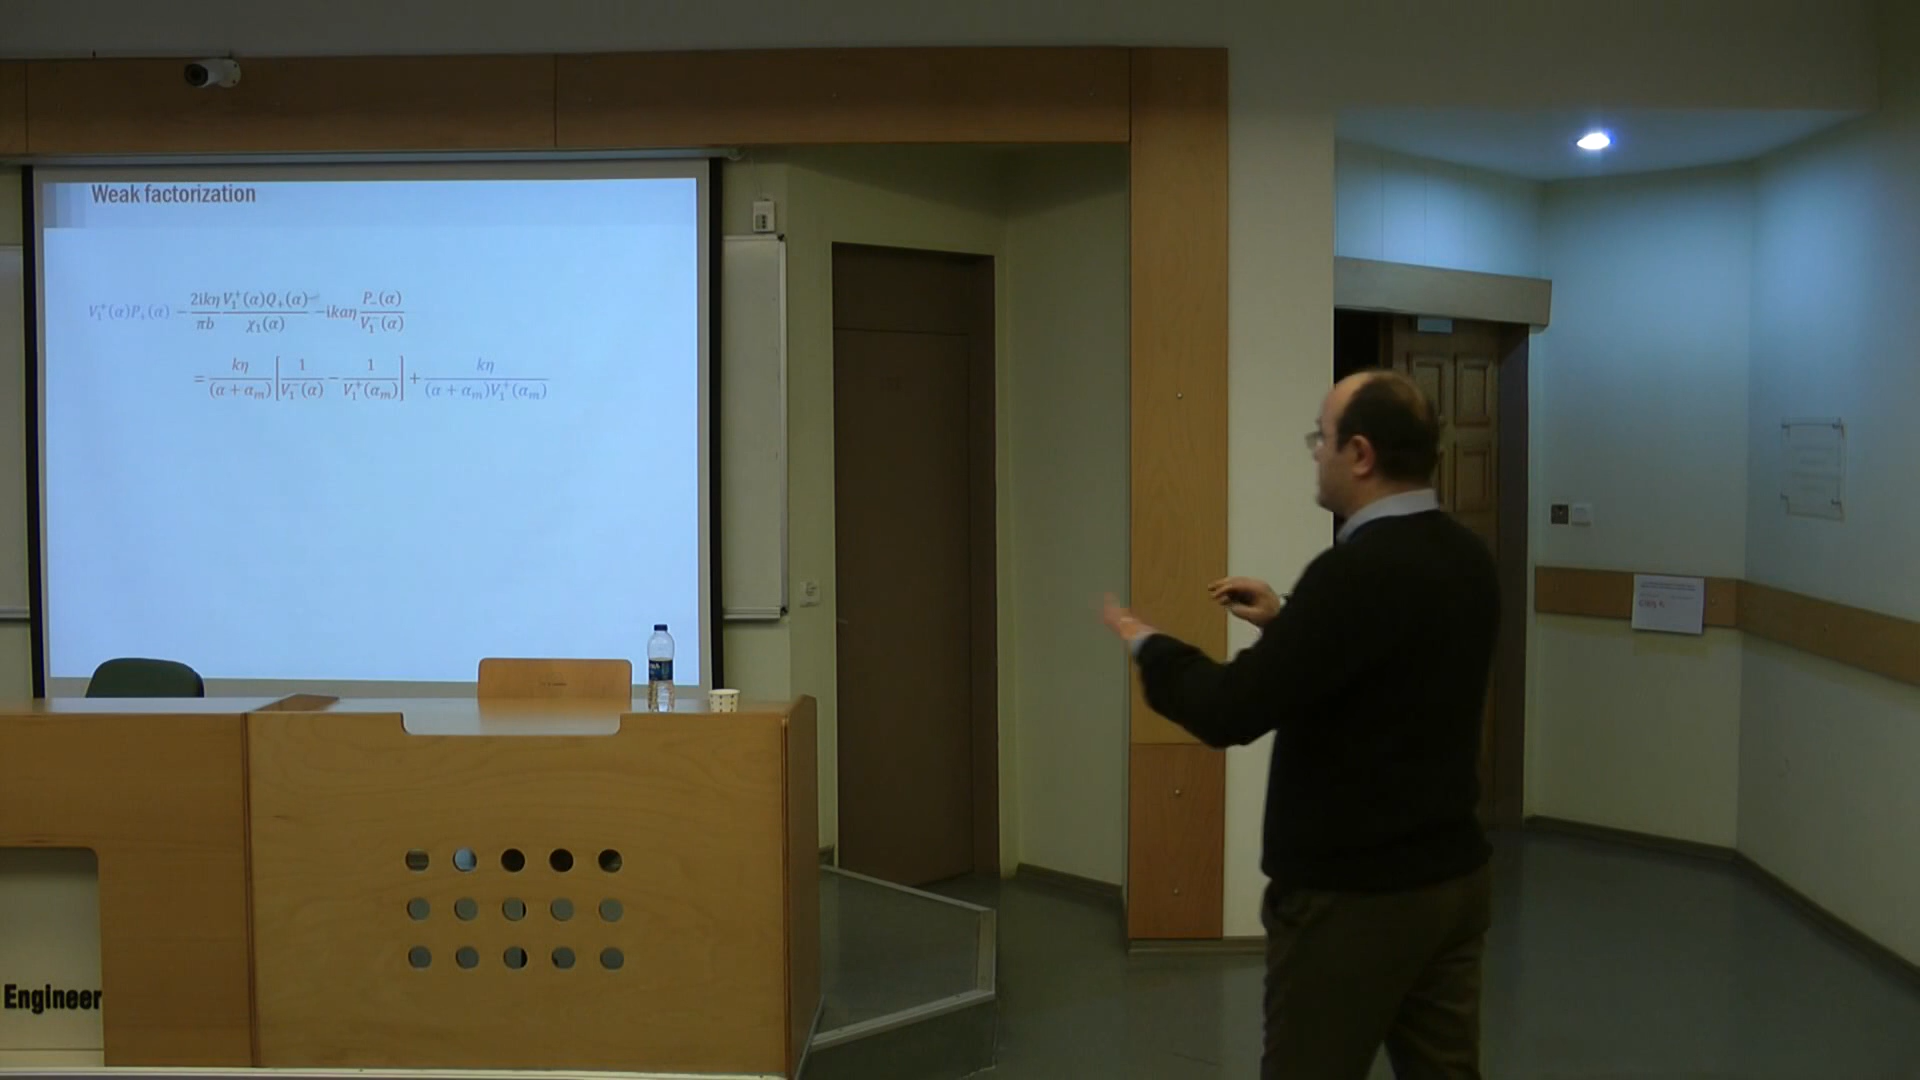 Weak factorization
V₁⁺(α)P₊(α) − 2ikη/πb V₁⁺(α)Q₊(α)/χ₁(α) − ikaη P₋(α)/V₁⁻(α)
= kη/(α + αₘ) [1/V₁⁻(α) − 1/V₁⁺(αₘ)] + kη/(α + αₘ)V₁⁺(αₘ)
Engineer